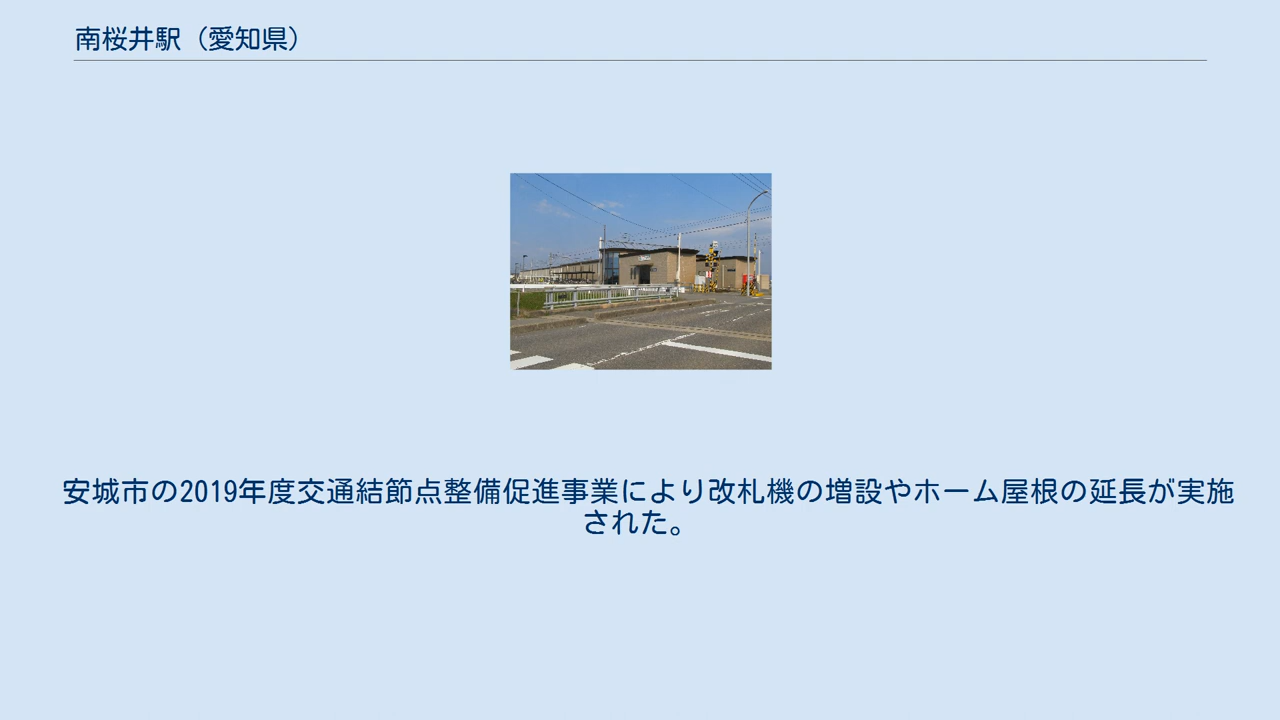 南桜井駅（愛知県）
安城市の2019年度交通結節点整備促進事業により改札機の増設やホーム屋根の延長が実施
された。